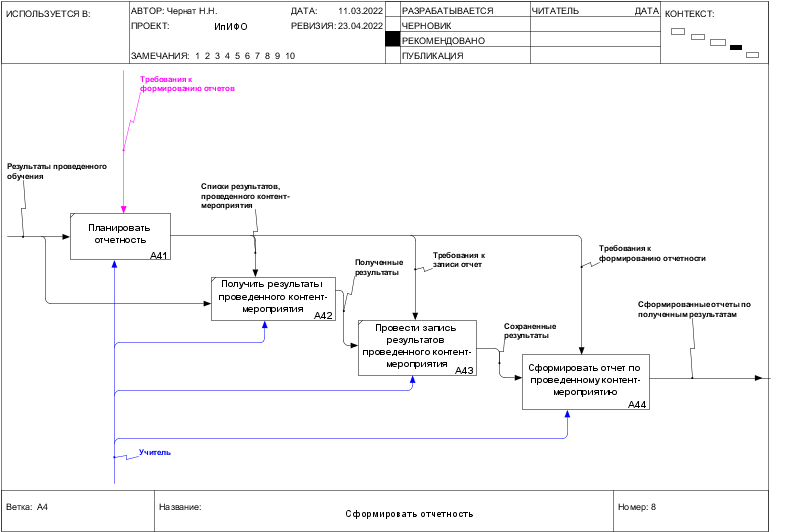 ИСПОЛЬЗУЕТСЯ В:
АВТОР: Чернат Н.Н.
ДАТА: 11.03.2022
ПРОЕКТ: ИпИФО
РЕВИЗИЯ: 23.04.2022
ЗАМЕЧАНИЯ: 1 2 3 4 5 6 7 8 9 10
РАЗРАБАТЫВАЕТСЯ
ЧЕРНОВИК
РЕКОМЕНДОВАНО
ПУБЛИКАЦИЯ
ЧИТАТЕЛЬ
ДАТА
КОНТЕКСТ:
Требования к
формированию отчетов
Результаты проведенного
обучения
Списки результатов,
проведенного контент-
мероприятия
Планировать
отчетность
A41
Полученные
результаты
Требования к
записи отчет
Требования к
формированию отчетности
Получить результаты
проведенного контент-
мероприятия
A42
Сформированные отчеты по
полученным результатам
Провести запись
результатов
проведенного контент-
мероприятия
A43
Сохраненные
результаты
Сформировать отчет по
проведенному контент-
мероприятию
A44
Учитель
Ветка: A4
Название:
Сформировать отчетность
Номер: 8